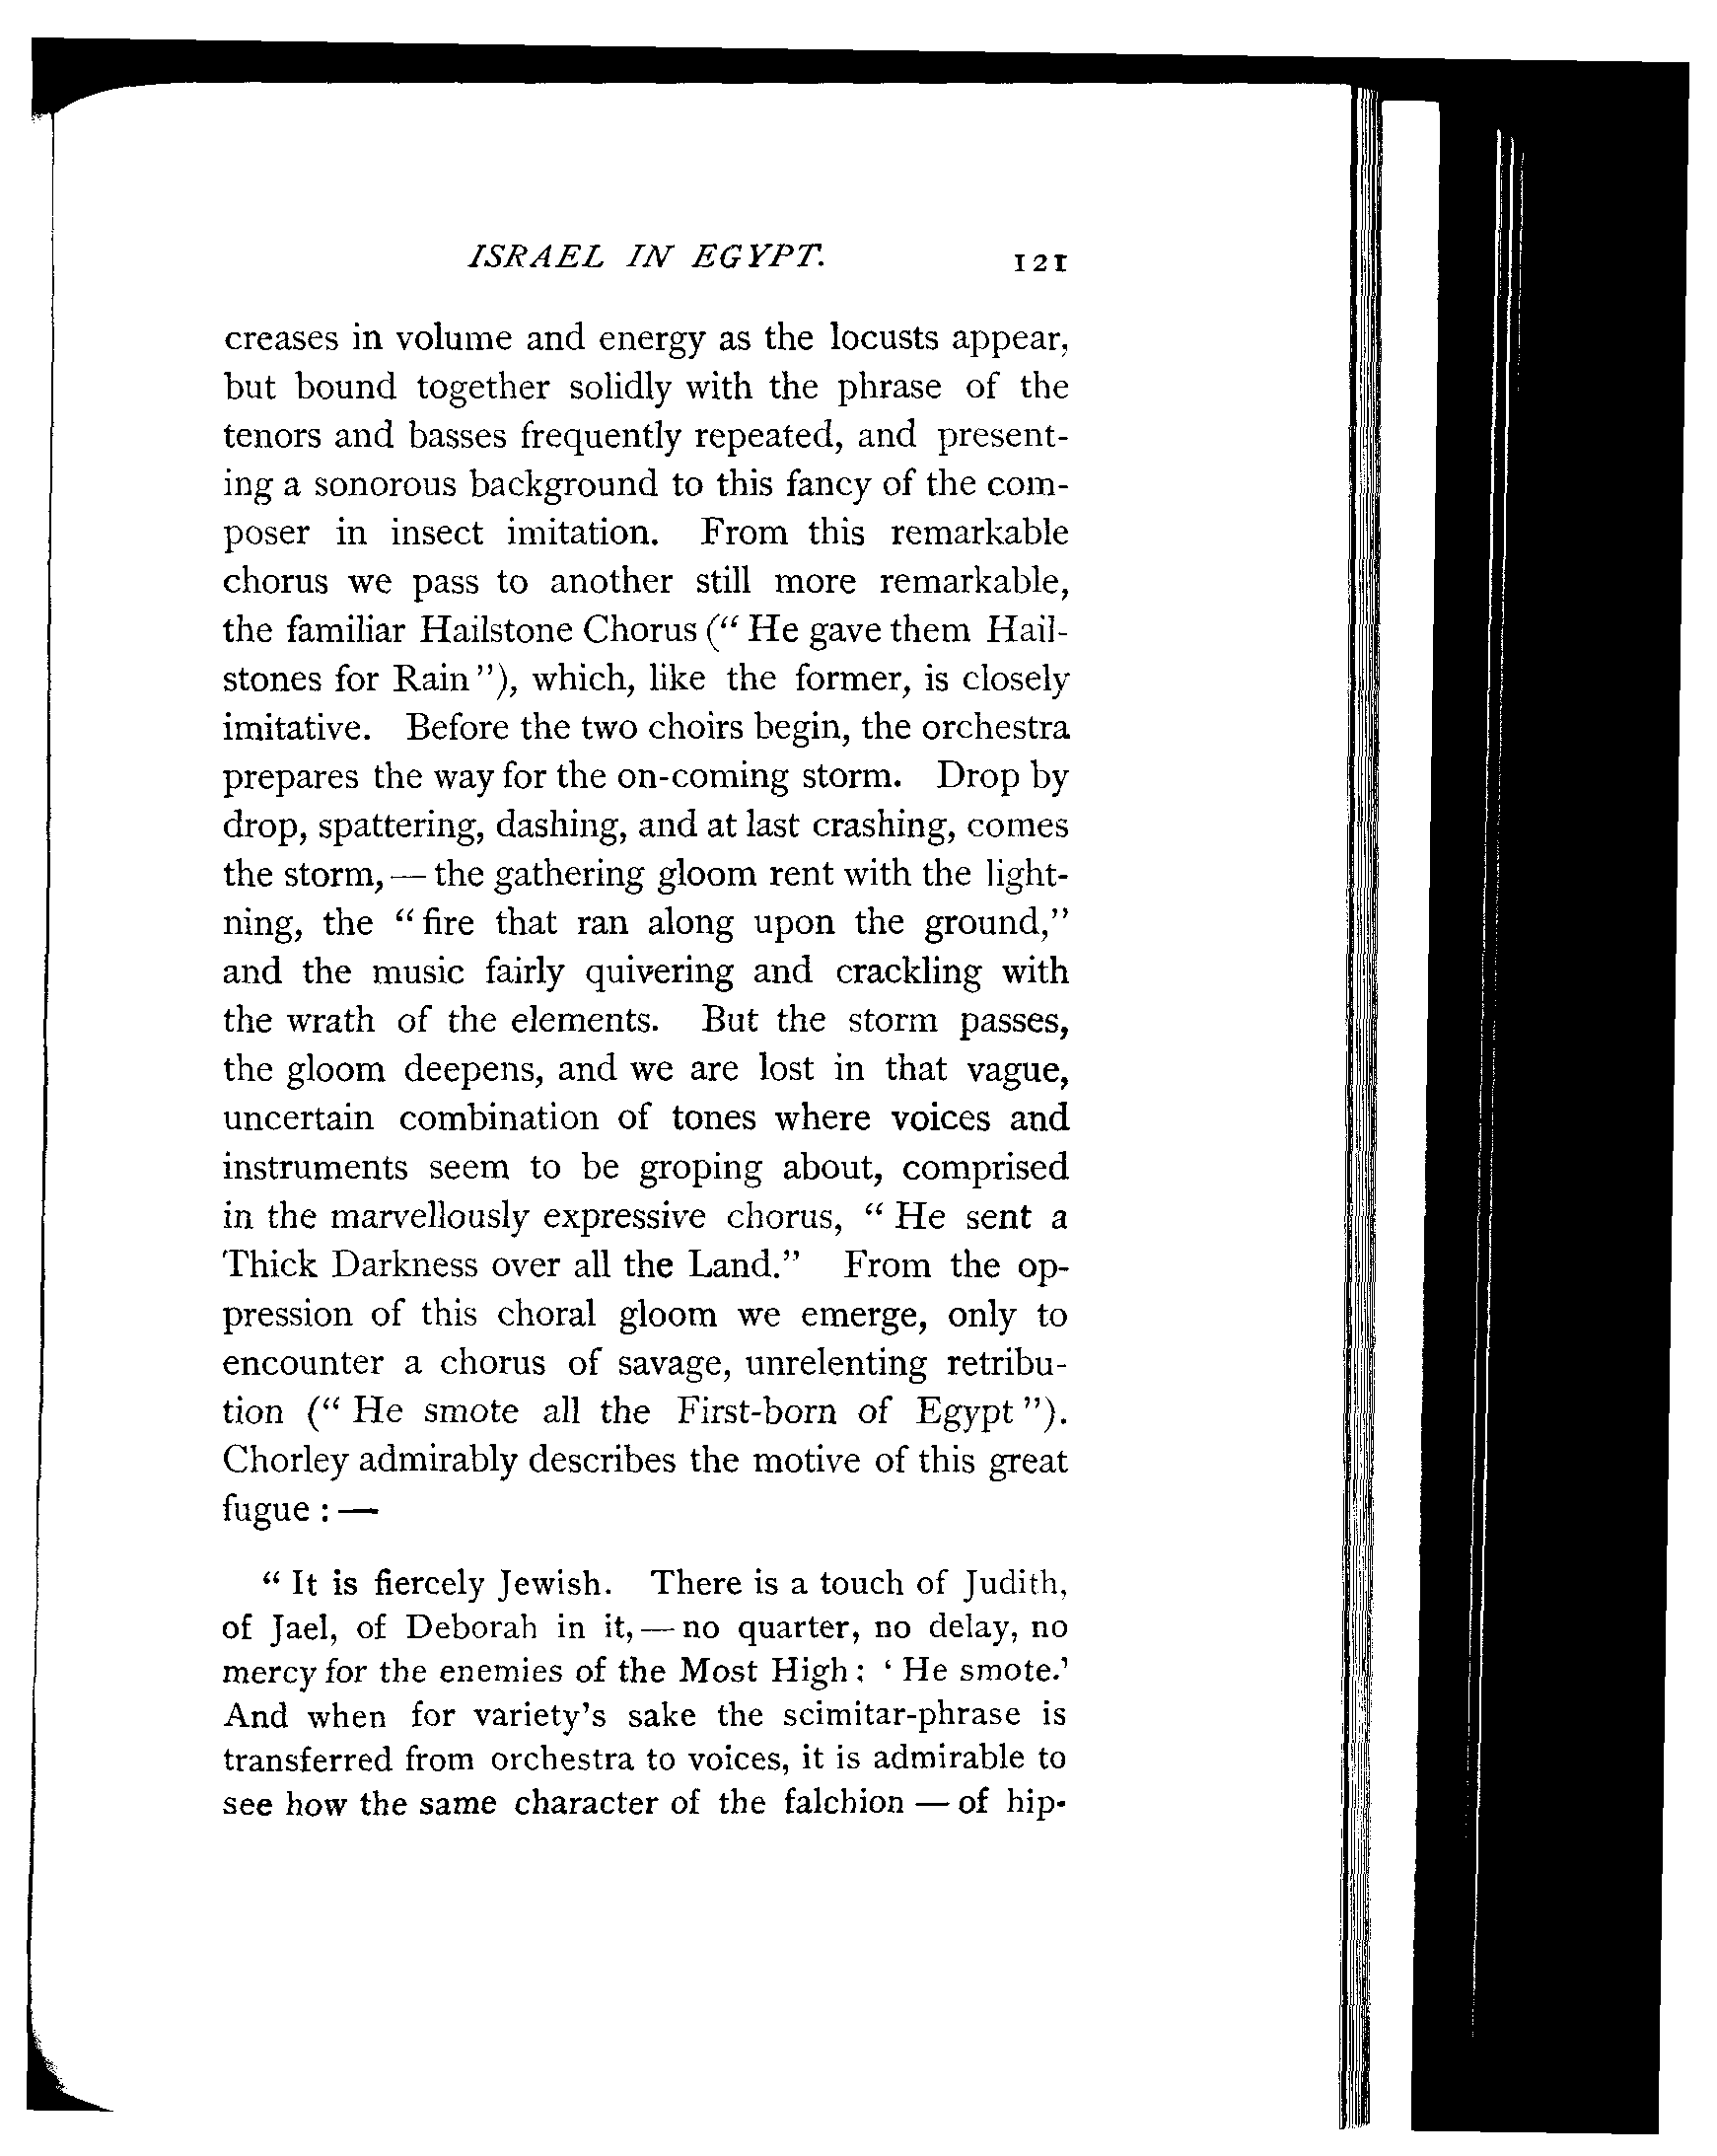 ISRAEL IN EGYPT. 121
creases in volume and energy as the locusts appear,
but bound together solidly with the phrase of the
tenors and basses frequently repeated, and present-
ing a sonorous background to this fancy of the com-
poser in insect imitation. From this remarkable
chorus we pass to another still more remarkable,
the familiar Hailstone Chorus (“ He gave them Hail-
stones for Rain ”), which, like the former, is closely
imitative. Before the two choirs begin, the orchestra
prepares the way for the on-coming storm. Drop by
drop, spattering, dashing, and at last crashing, comes
the storm, — the gathering gloom rent with the light-
ning, the “ fire that ran along upon the ground,”
and the music fairly quivering and crackling with
the wrath of the elements. But the storm passes,
the gloom deepens, and we are lost in that vague,
uncertain combination of tones where voices and
instruments seem to be groping about, comprised
in the marvellously expressive chorus, “ He sent a
Thick Darkness over all the Land.” From the op-
pression of this choral gloom we emerge, only to
encounter a chorus of savage, unrelenting retribu-
tion (“ He smote all the First-born of Egypt ”).
Chorley admirably describes the motive of this great
fugue : —
“ It is fiercely Jewish. There is a touch of Judith,
of Jael, of Deborah in it, — no quarter, no delay, no
mercy for the enemies of the Most High : ‘ He smote.’
And when for variety’s sake the scimitar-phrase is
transferred from orchestra to voices, it is admirable to
see how the same character of the falchion — of hip-